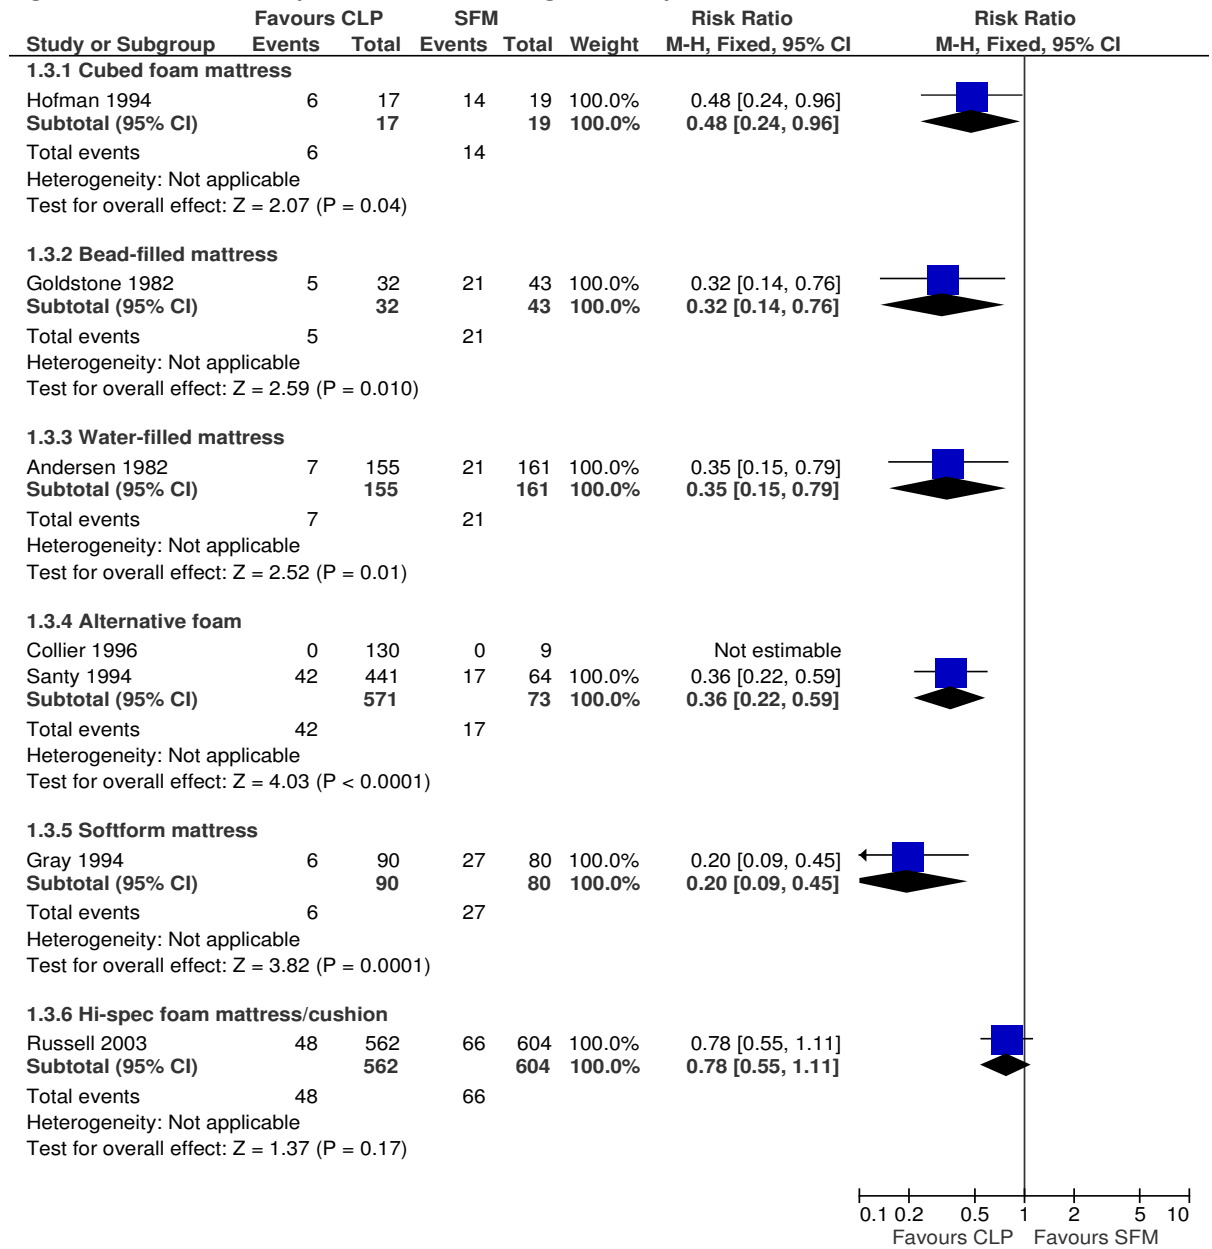 Favours CLP SFM Risk Ratio Risk Ratio
Study or Subgroup Events Total Events Total Weight M-H, Fixed, 95% CI M-H, Fixed, 95% CI
1.3.1 Cubed foam mattress
Hofman 1994 6 17 14 19 100.0% 0.48 [0.24, 0.96]
Subtotal (95% CI) 17 19 100.0% 0.48 [0.24, 0.96]
Total events 6 14
Heterogeneity: Not applicable
Test for overall effect: Z = 2.07 (P = 0.04)
1.3.2 Bead-filled mattress
Goldstone 1982 5 32 21 43 100.0% 0.32 [0.14, 0.76]
Subtotal (95% CI) 32 43 100.0% 0.32 [0.14, 0.76]
Total events 5 21
Heterogeneity: Not applicable
Test for overall effect: Z = 2.59 (P = 0.010)
1.3.3 Water-filled mattress
Andersen 1982 7 155 21 161 100.0% 0.35 [0.15, 0.79]
Subtotal (95% CI) 155 161 100.0% 0.35 [0.15, 0.79]
Total events 7 21
Heterogeneity: Not applicable
Test for overall effect: Z = 2.52 (P = 0.01)
1.3.4 Alternative foam
Collier 1996 0 130 0 9 Not estimable
Santy 1994 42 441 17 64 100.0% 0.36 [0.22, 0.59]
Subtotal (95% CI) 571 73 100.0% 0.36 [0.22, 0.59]
Total events 42 17
Heterogeneity: Not applicable
Test for overall effect: Z = 4.03 (P < 0.0001)
1.3.5 Softform mattress
Gray 1994 6 90 27 80 100.0% 0.20 [0.09, 0.45]
Subtotal (95% CI) 90 80 100.0% 0.20 [0.09, 0.45]
Total events 6 27
Heterogeneity: Not applicable
Test for overall effect: Z = 3.82 (P = 0.0001)
1.3.6 Hi-spec foam mattress/cushion
Russell 2003 48 562 66 604 100.0% 0.78 [0.55, 1.11]
Subtotal (95% CI) 562 604 100.0% 0.78 [0.55, 1.11]
Total events 48 66
Heterogeneity: Not applicable
Test for overall effect: Z = 1.37 (P = 0.17)
0.1 0.2 0.5 1 2 5 10
Favours CLP Favours SFM